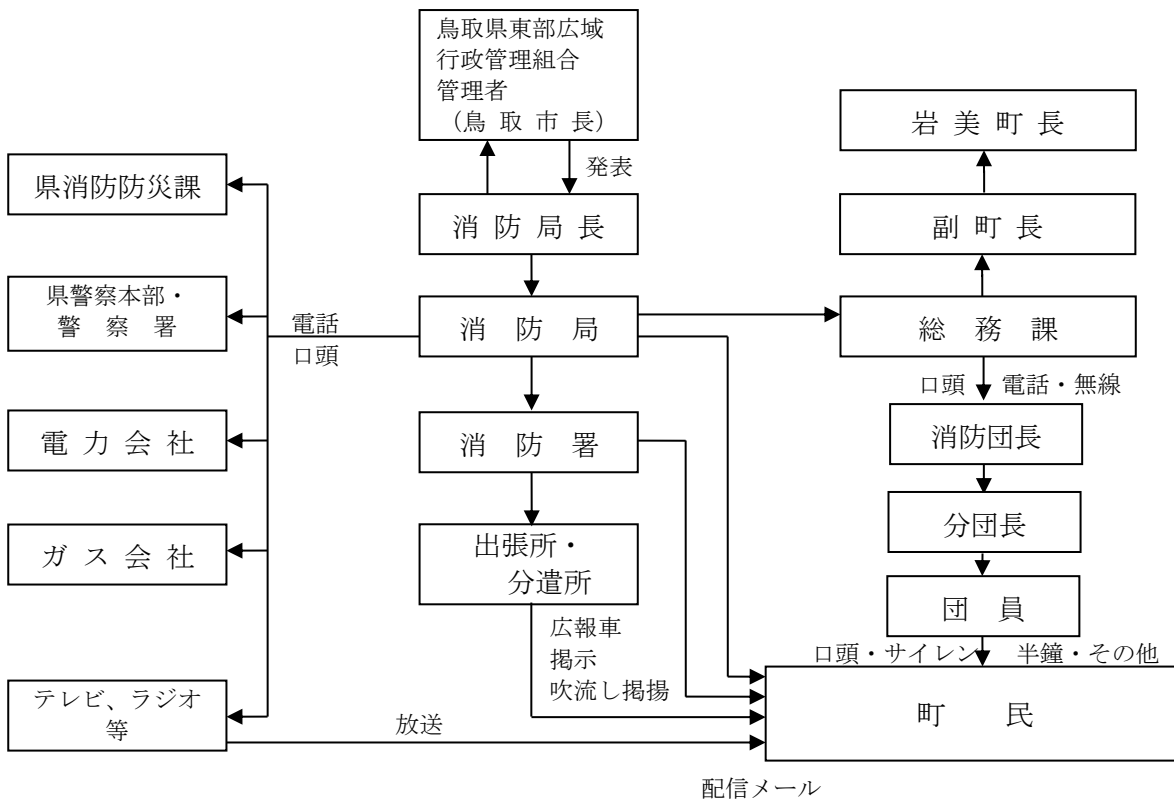 鳥取県東部広域
行政管理組合
管理者
（鳥 取 市 長）
発表
岩 美 町 長
県消防防災課
消 防 局 長
副 町 長
県警察本部・
警 察 署
電話
口頭
消 防 局
総 務 課
口頭 電話・無線
電 力 会 社
消 防 署
消防団長
ガ ス 会 社
出張所・
分遣所
分団長
団 員
広報車
掲示
吹流し掲揚
口頭・サイレン 半鐘・その他
テレビ、ラジオ
等
放送
町 民
配信メール